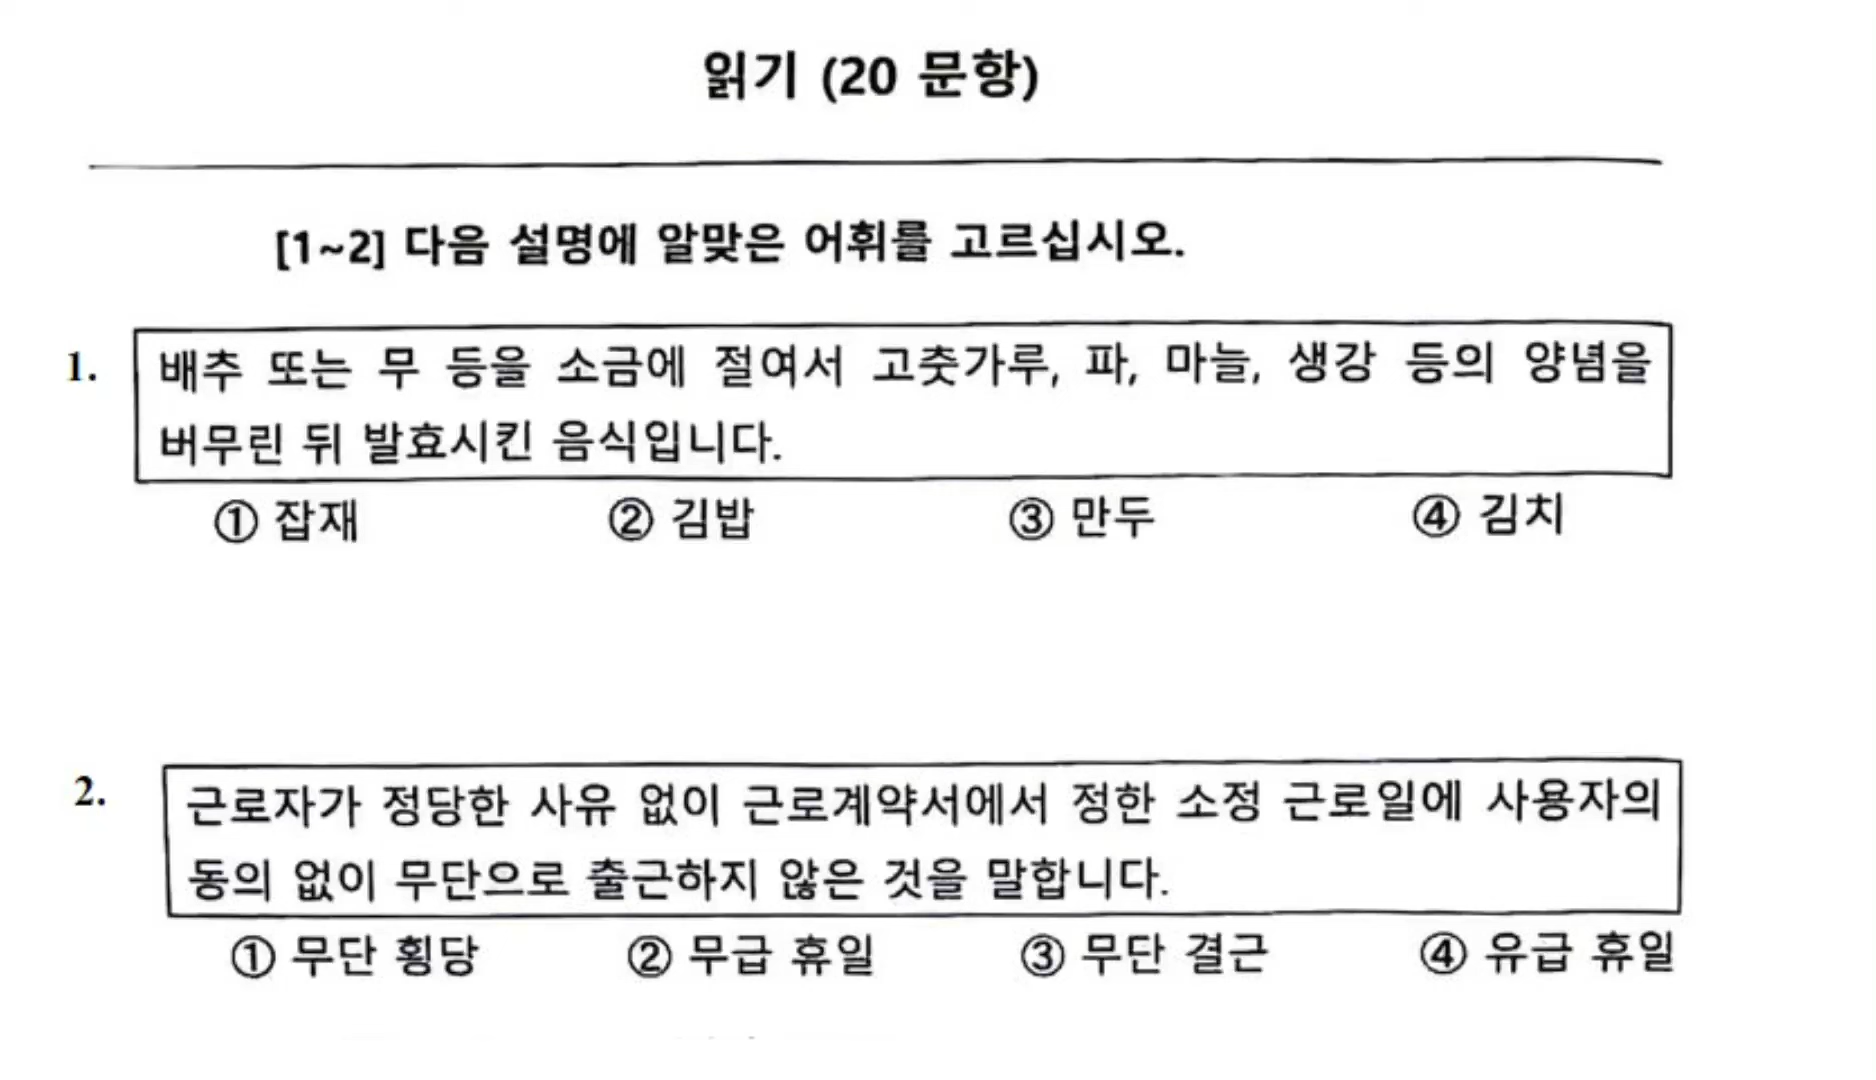 읽기 (20 문항)
[1~2] 다음 설명에 알맞은 어휘를 고르십시오.
1. 배추 또는 무 등을 소금에 절여서 고춧가루, 파, 마늘, 생강 등의 양념을
버무린 뒤 발효시킨 음식입니다.
① 잡재 ② 김밥 ③ 만두 ④ 김치
2. 근로자가 정당한 사유 없이 근로계약서에서 정한 소정 근로일에 사용자의
동의 없이 무단으로 출근하지 않은 것을 말합니다.
① 무단 횡당 ② 무급 휴일 ③ 무단 결근 ④ 유급 휴일